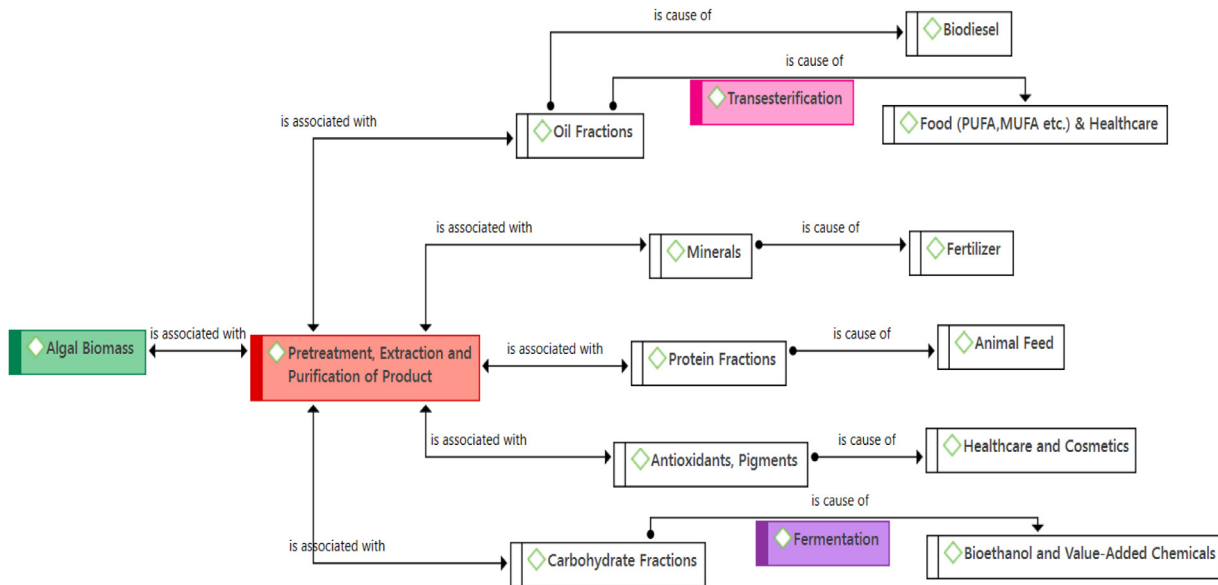 is cause of
Biodiesel
is cause of
Transesterification
is associated with
Oil Fractions
Food (PUFA,MUFA etc.) & Healthcare
is associated with
is cause of
Minerals
Fertilizer
Algal Biomass
is associated with
Pretreatment, Extraction and
Purification of Product
is associated with
Protein Fractions
is cause of
Animal Feed
is associated with
Antioxidants, Pigments
is cause of
Healthcare and Cosmetics
is cause of
is associated with
Carbohydrate Fractions
Fermentation
Bioethanol and Value-Added Chemicals